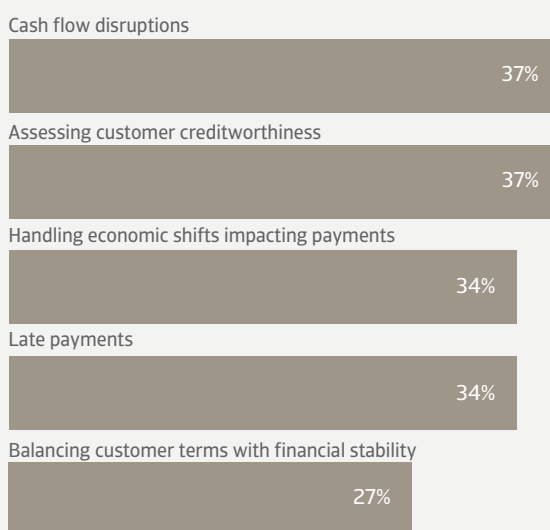 Cash flow disruptions
37%
Assessing customer creditworthiness
37%
Handling economic shifts impacting payments
34%
Late payments
34%
Balancing customer terms with financial stability
27%